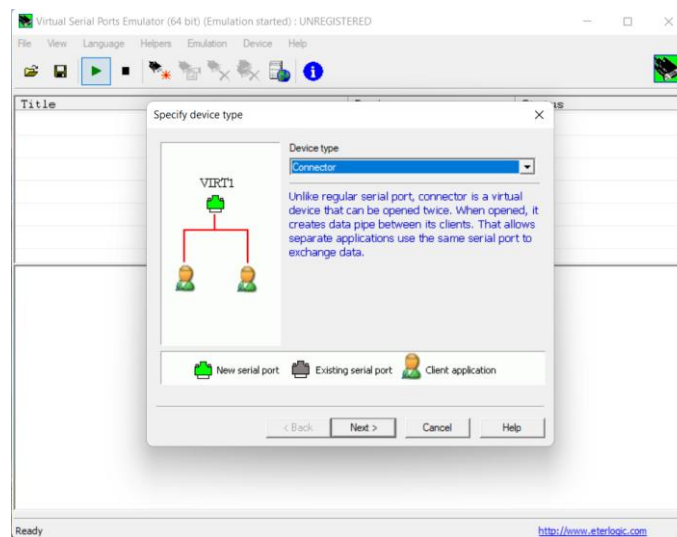 Virtual Serial Ports Emulator (64 bit) (Emulation started) : UNREGISTERED
File View Language Helpers Emulation Device Help
Title
Specify device type
Device type
Connector
VIRT1
Unlike regular serial port, connector is a virtual
device that can be opened twice. When opened, it
creates data pipe between its clients. That allows
separate applications use the same serial port to
exchange data.
New serial port Existing serial port Client application
< Back Next > Cancel Help
Ready http://www.eterlogic.com